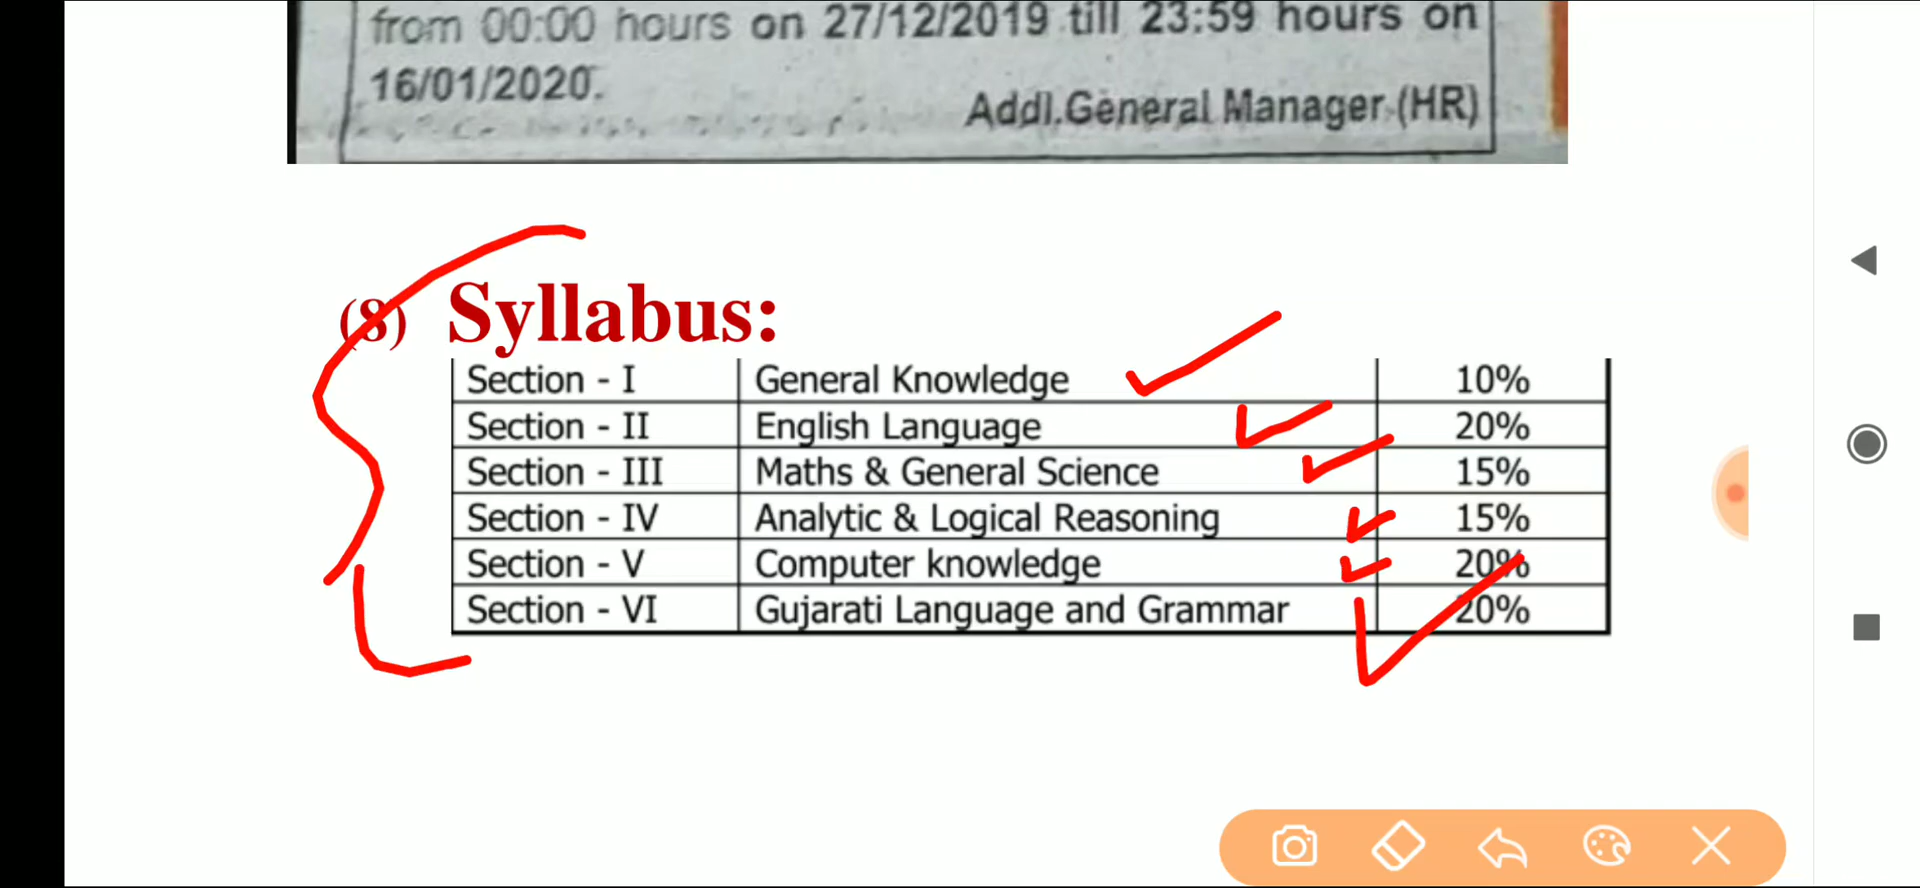 from 00:00 hours on 27/12/2019 till 23:59 hours on
16/01/2020.
Addl.General Manager (HR)
(8) Syllabus:
Section - I General Knowledge 10%
Section - II English Language 20%
Section - III Maths & General Science 15%
Section - IV Analytic & Logical Reasoning 15%
Section - V Computer knowledge 20%
Section - VI Gujarati Language and Grammar 20%